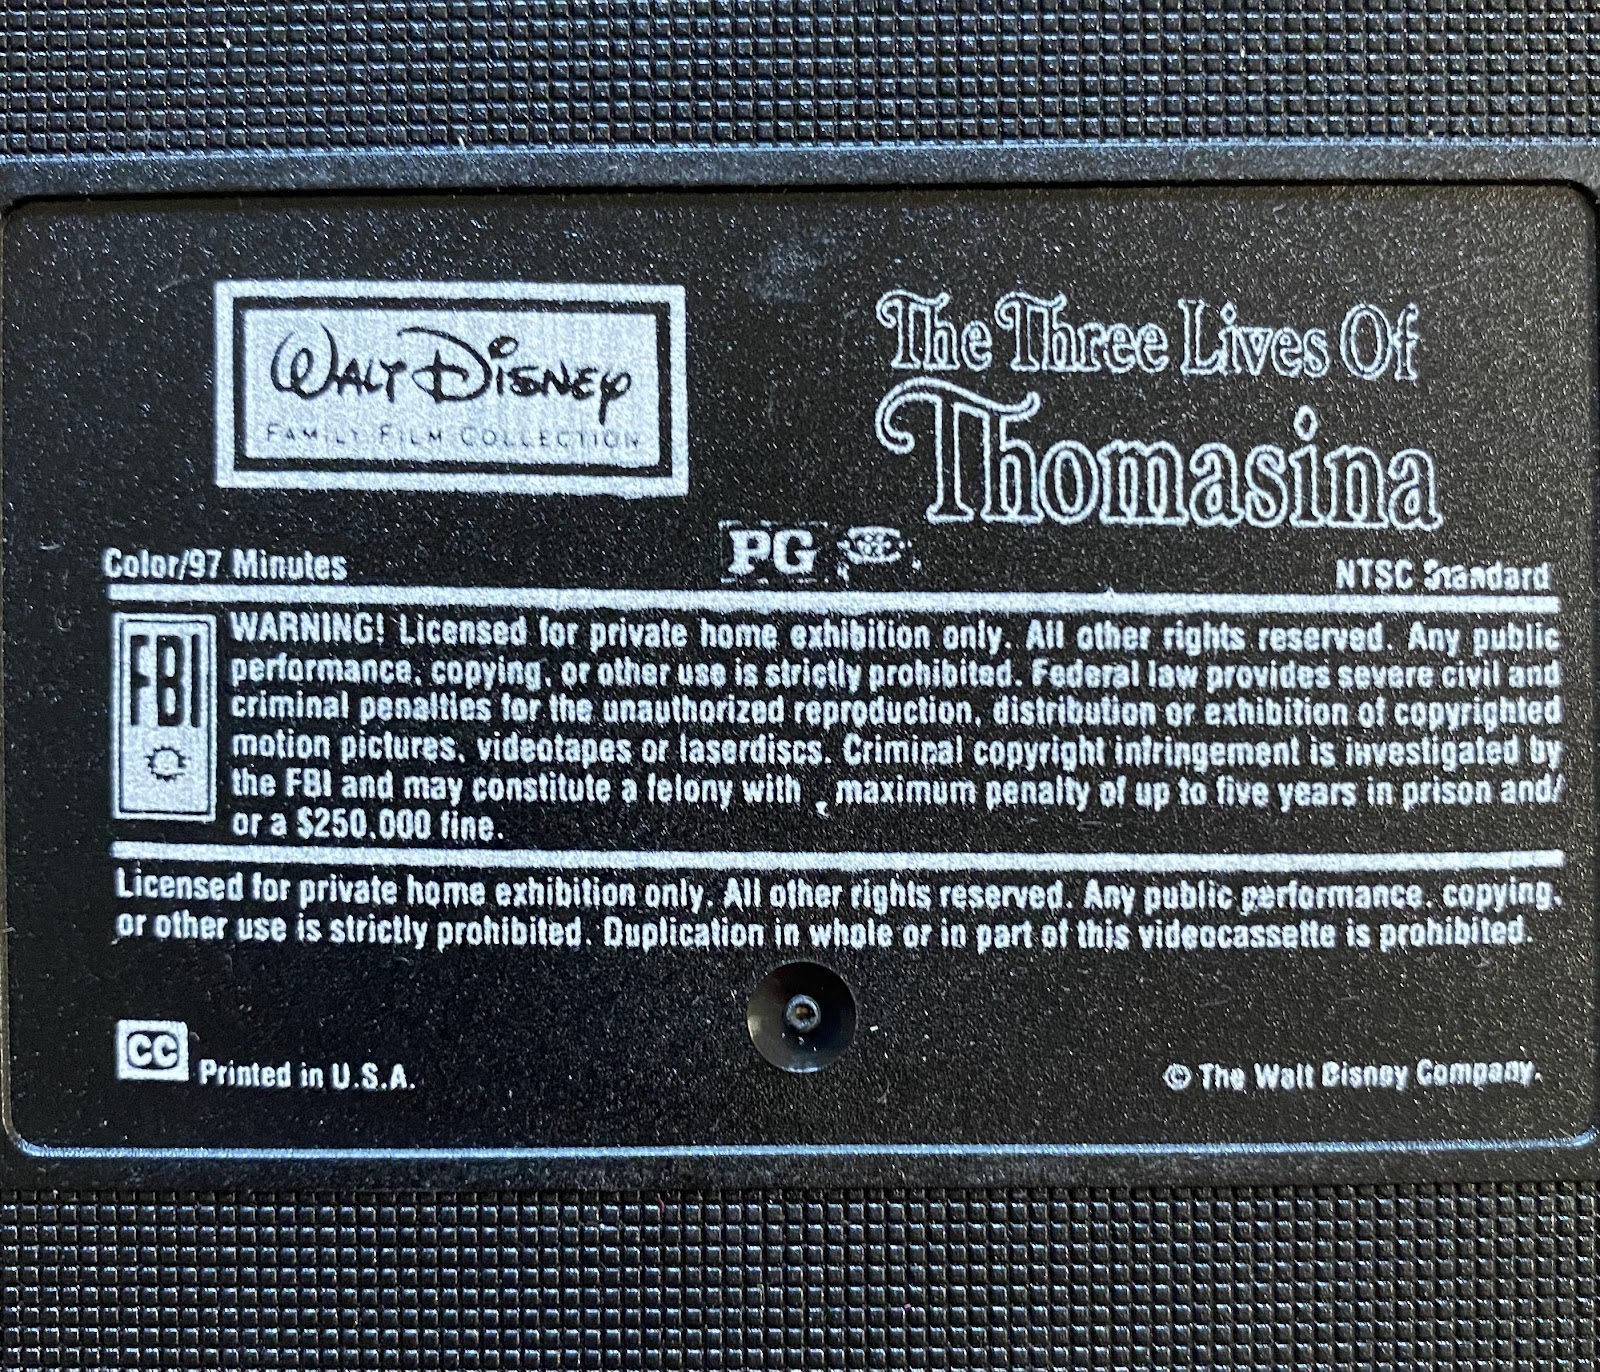 WALT DISNEY
FAMILY FILM COLLECTION
The Three Lives Of
Thomasina
Color/97 Minutes
PG
NTSC Standard
FBI
WARNING! Licensed for private home exhibition only. All other rights reserved. Any public
performance, copying, or other use is strictly prohibited. Federal law provides severe civil and
criminal penalties for the unauthorized reproduction, distribution or exhibition of copyrighted
motion pictures, videotapes or laserdiscs. Criminal copyright infringement is investigated by
the FBI and may constitute a felony with maximum penalty of up to five years in prison and/
or a $250,000 fine.
Licensed for private home exhibition only. All other rights reserved. Any public performance, copying,
or other use is strictly prohibited. Duplication in whole or in part of this videocassette is prohibited.
CC
Printed in U.S.A.
© The Walt Disney Company.